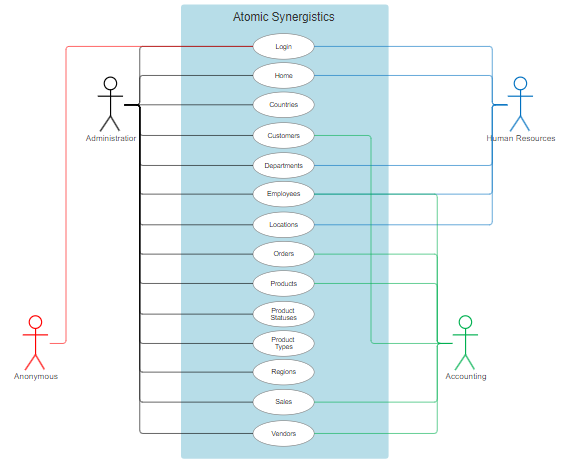 Atomic Synergistics
Login
Home
Countries
Administratior
Human Resources
Customers
Departments
Employees
Locations
Orders
Products
Product
Statuses
Product
Types
Anonymous
Accounting
Regions
Sales
Vendors